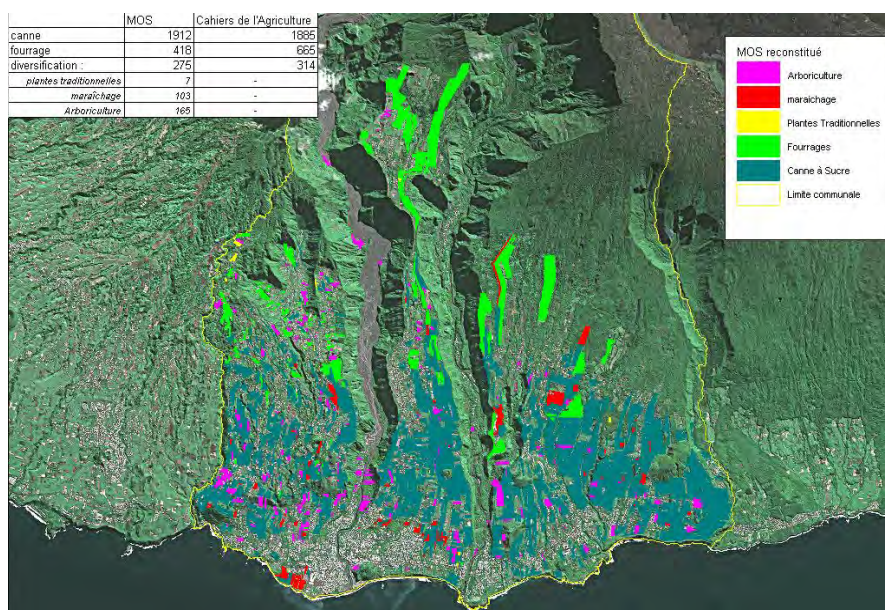 MOS Cahiers de l'Agriculture
canne 1912 1885
fourrage 418 665
diversification : 275 314
plantes traditionnelles 7 -
maraîchage 103 -
Arboriculture 165 -
MOS reconstitué
Arboriculture
maraichage
Plantes Traditionnelles
Fourrages
Canne à Sucre
Limite communale